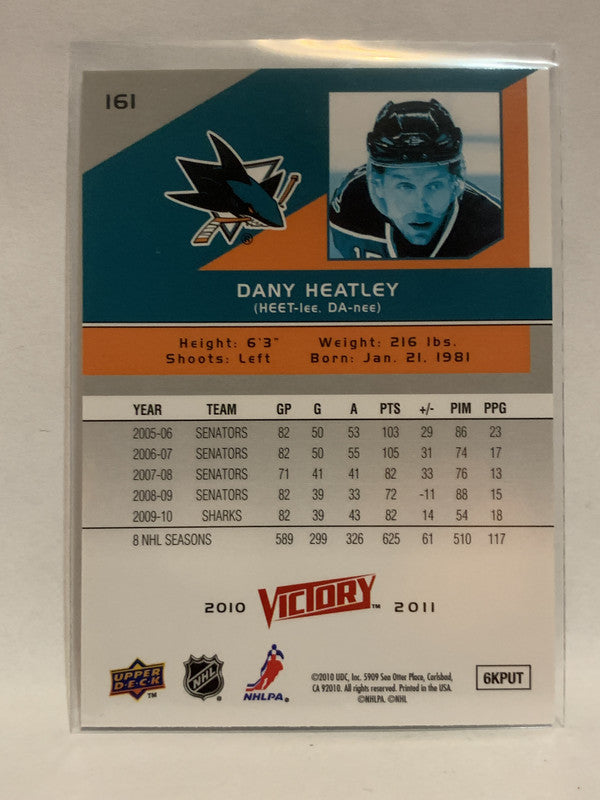 161
®
DANY HEATLEY
(HEET-lee, DA-nee)
Height: 6'3" Weight: 216 lbs.
Shoots: Left Born: Jan. 21, 1981
YEAR TEAM GP G A PTS +/- PIM PPG
2005-06 SENATORS 82 50 53 103 29 86 23
2006-07 SENATORS 82 50 55 105 31 74 17
2007-08 SENATORS 71 41 41 82 33 76 13
2008-09 SENATORS 82 39 33 72 -11 88 15
2009-10 SHARKS 82 39 43 82 14 54 18
8 NHL SEASONS 589 299 326 625 61 510 117
2010 VICTORY™ 2011
UPPER DECK™ NHL NHLPA.
©2010 UDC, Inc. 5909 Sea Otter Place, Carlsbad,
CA 92010. All rights reserved. Printed in the USA.
©NHLPA. ©NHL
6KPUT